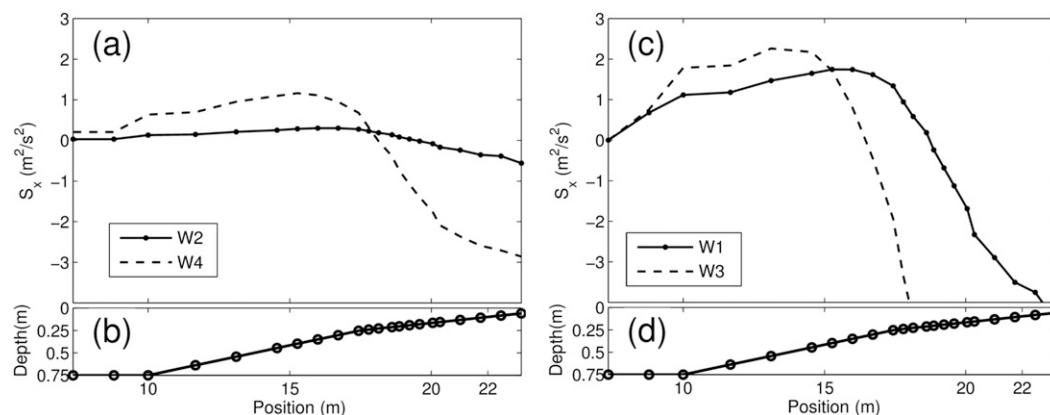 (a)
3
2
1
0
−1
−2
−3
S_x (m²/s²)
W2
W4
(b)
0
0.25
0.5
0.75
Depth(m)
10 15 20 22
Position (m)
(c)
3
2
1
0
−1
−2
−3
S_x (m²/s²)
W1
W3
(d)
0
0.25
0.5
0.75
Depth(m)
10 15 20 22
Position (m)